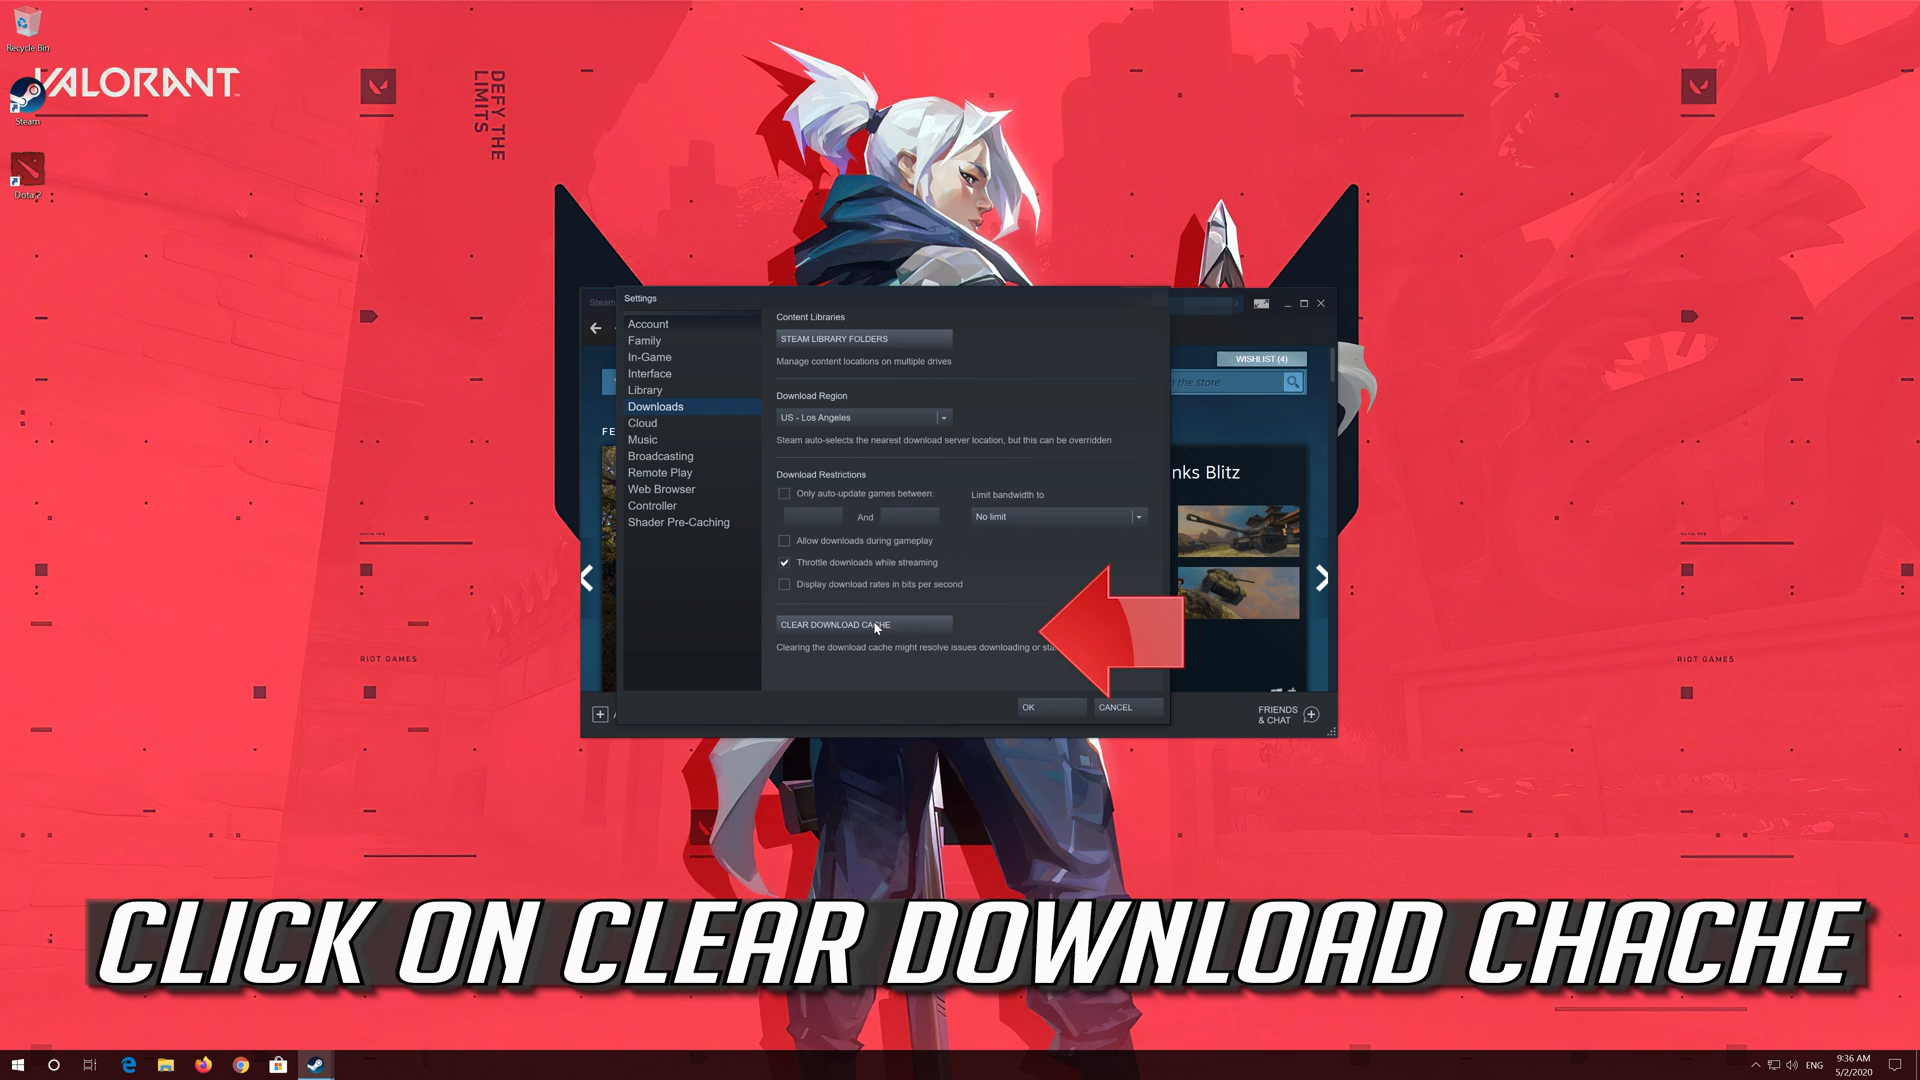 Recycle Bin
VALORANT
DEFY THE
LIMITS
Steam
Dota 2
Steam
Settings
Account
Family
In-Game
Interface
Library
Downloads
Cloud
Music
Broadcasting
Remote Play
Web Browser
Controller
Shader Pre-Caching
Content Libraries
STEAM LIBRARY FOLDERS
Manage content locations on multiple drives
Download Region
US - Los Angeles
Steam auto-selects the nearest download server location, but this can be overridden
Download Restrictions
Only auto-update games between:
And
Limit bandwidth to
No limit
Allow downloads during gameplay
Throttle downloads while streaming
Display download rates in bits per second
CLEAR DOWNLOAD CACHE
Clearing the download cache might resolve issues downloading or
OK
CANCEL
WISHLIST (4)
the store
FE
nks Blitz
FRIENDS
& CHAT
RIOT GAMES
RIOT GAMES
CLICK ON CLEAR DOWNLOAD CHACHE
ENG
9:36 AM
5/2/2020